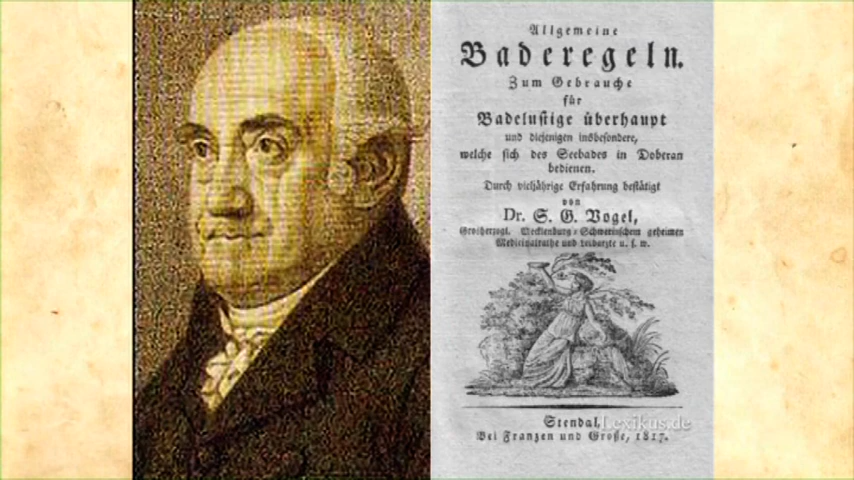 Allgemeine
Baderegeln.
Zum Gebrauche
für
Badelustige überhaupt
und diejenigen insbesondere,
welche sich des Seebades in Doberan
bedienen.
Durch vieljährige Erfahrung bestätigt
von
Dr. S. G. Vogel,
Großherzogl. Mecklenburg-Schwerinschem geheimen
Medicinalrathe und Leibarzte u. s. w.
Stendal,
Lexikus.de
Bei Franzen und Große, 1817.